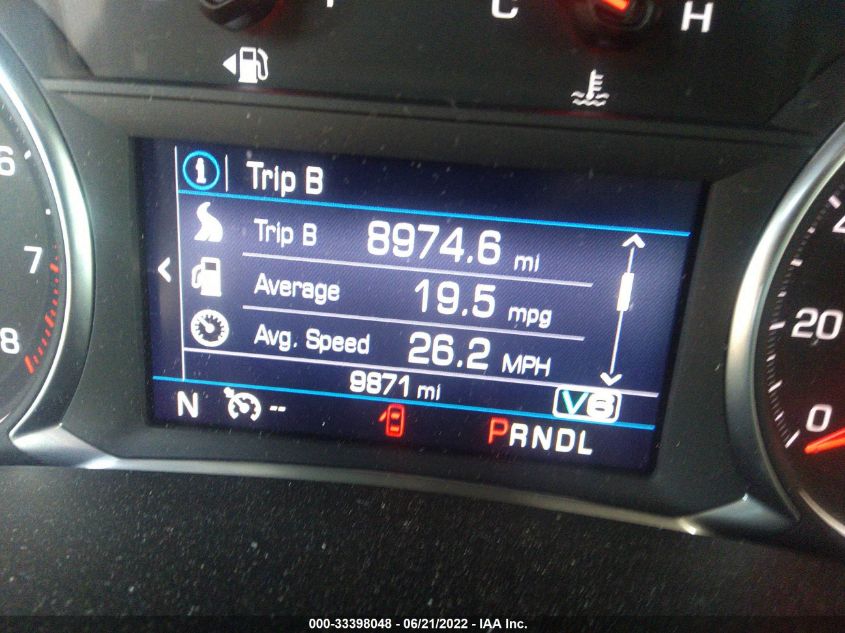 C H
6
7
8
i Trip B
Trip B 8974.6 mi
Average 19.5 mpg
Avg. Speed 26.2 MPH
9871 mi V8
N -- PRNDL
20
0
000-33398048 - 06/21/2022 - IAA Inc.